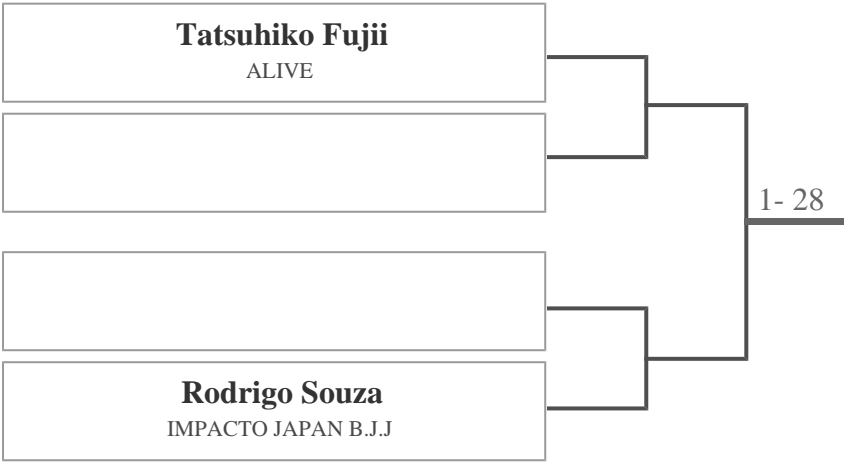 Tatsuhiko Fujii
ALIVE
1- 28
Rodrigo Souza
IMPACTO JAPAN B.J.J